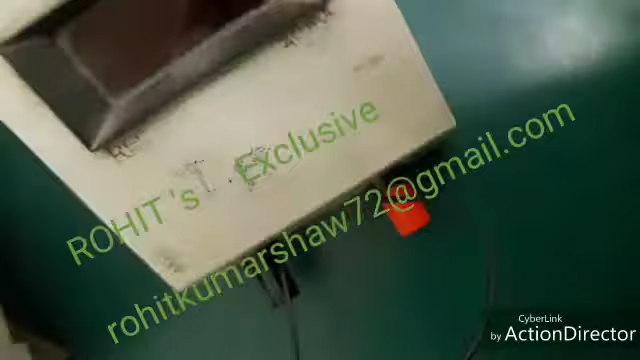 ROHIT's Exclusive
rohitkumarshaw72@gmail.com
CyberLink
by ActionDirector